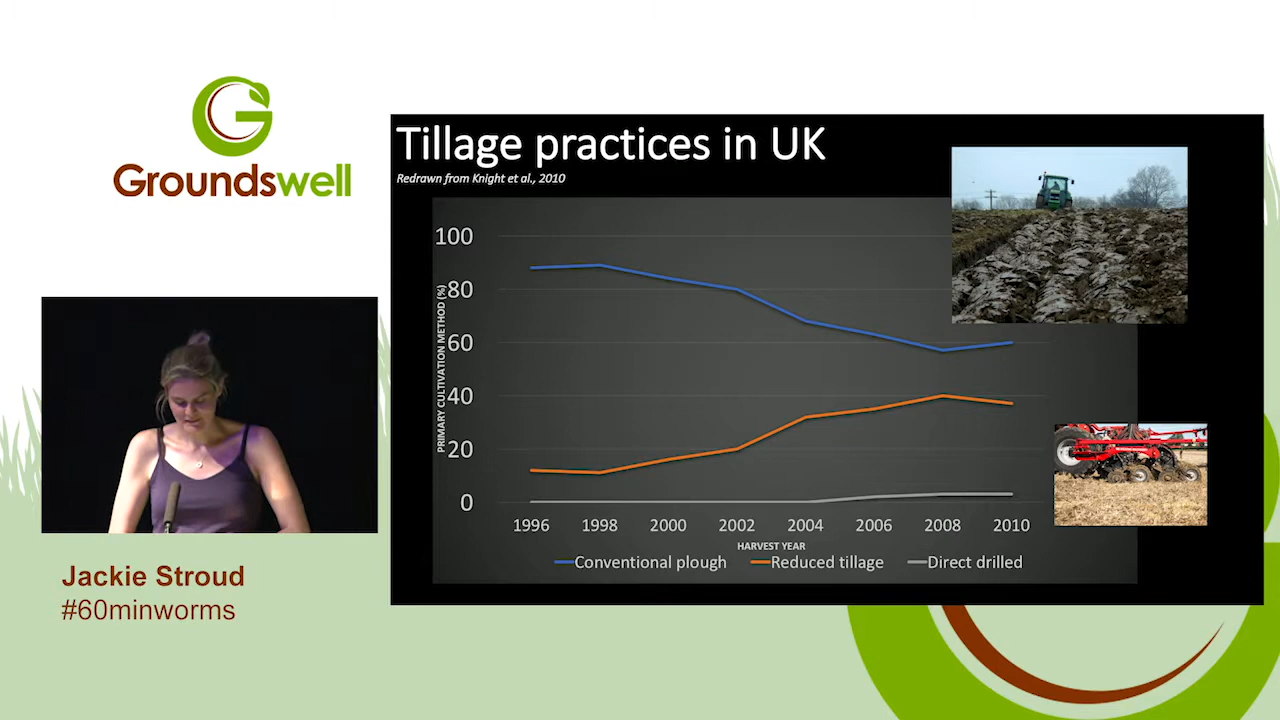 Groundswell
Jackie Stroud
#60minworms
Tillage practices in UK
Redrawn from Knight et al., 2010
PRIMARY CULTIVATION METHOD (%)
100
80
60
40
20
0
1996 1998 2000 2002 2004 2006 2008 2010
HARVEST YEAR
Conventional plough Reduced tillage Direct drilled